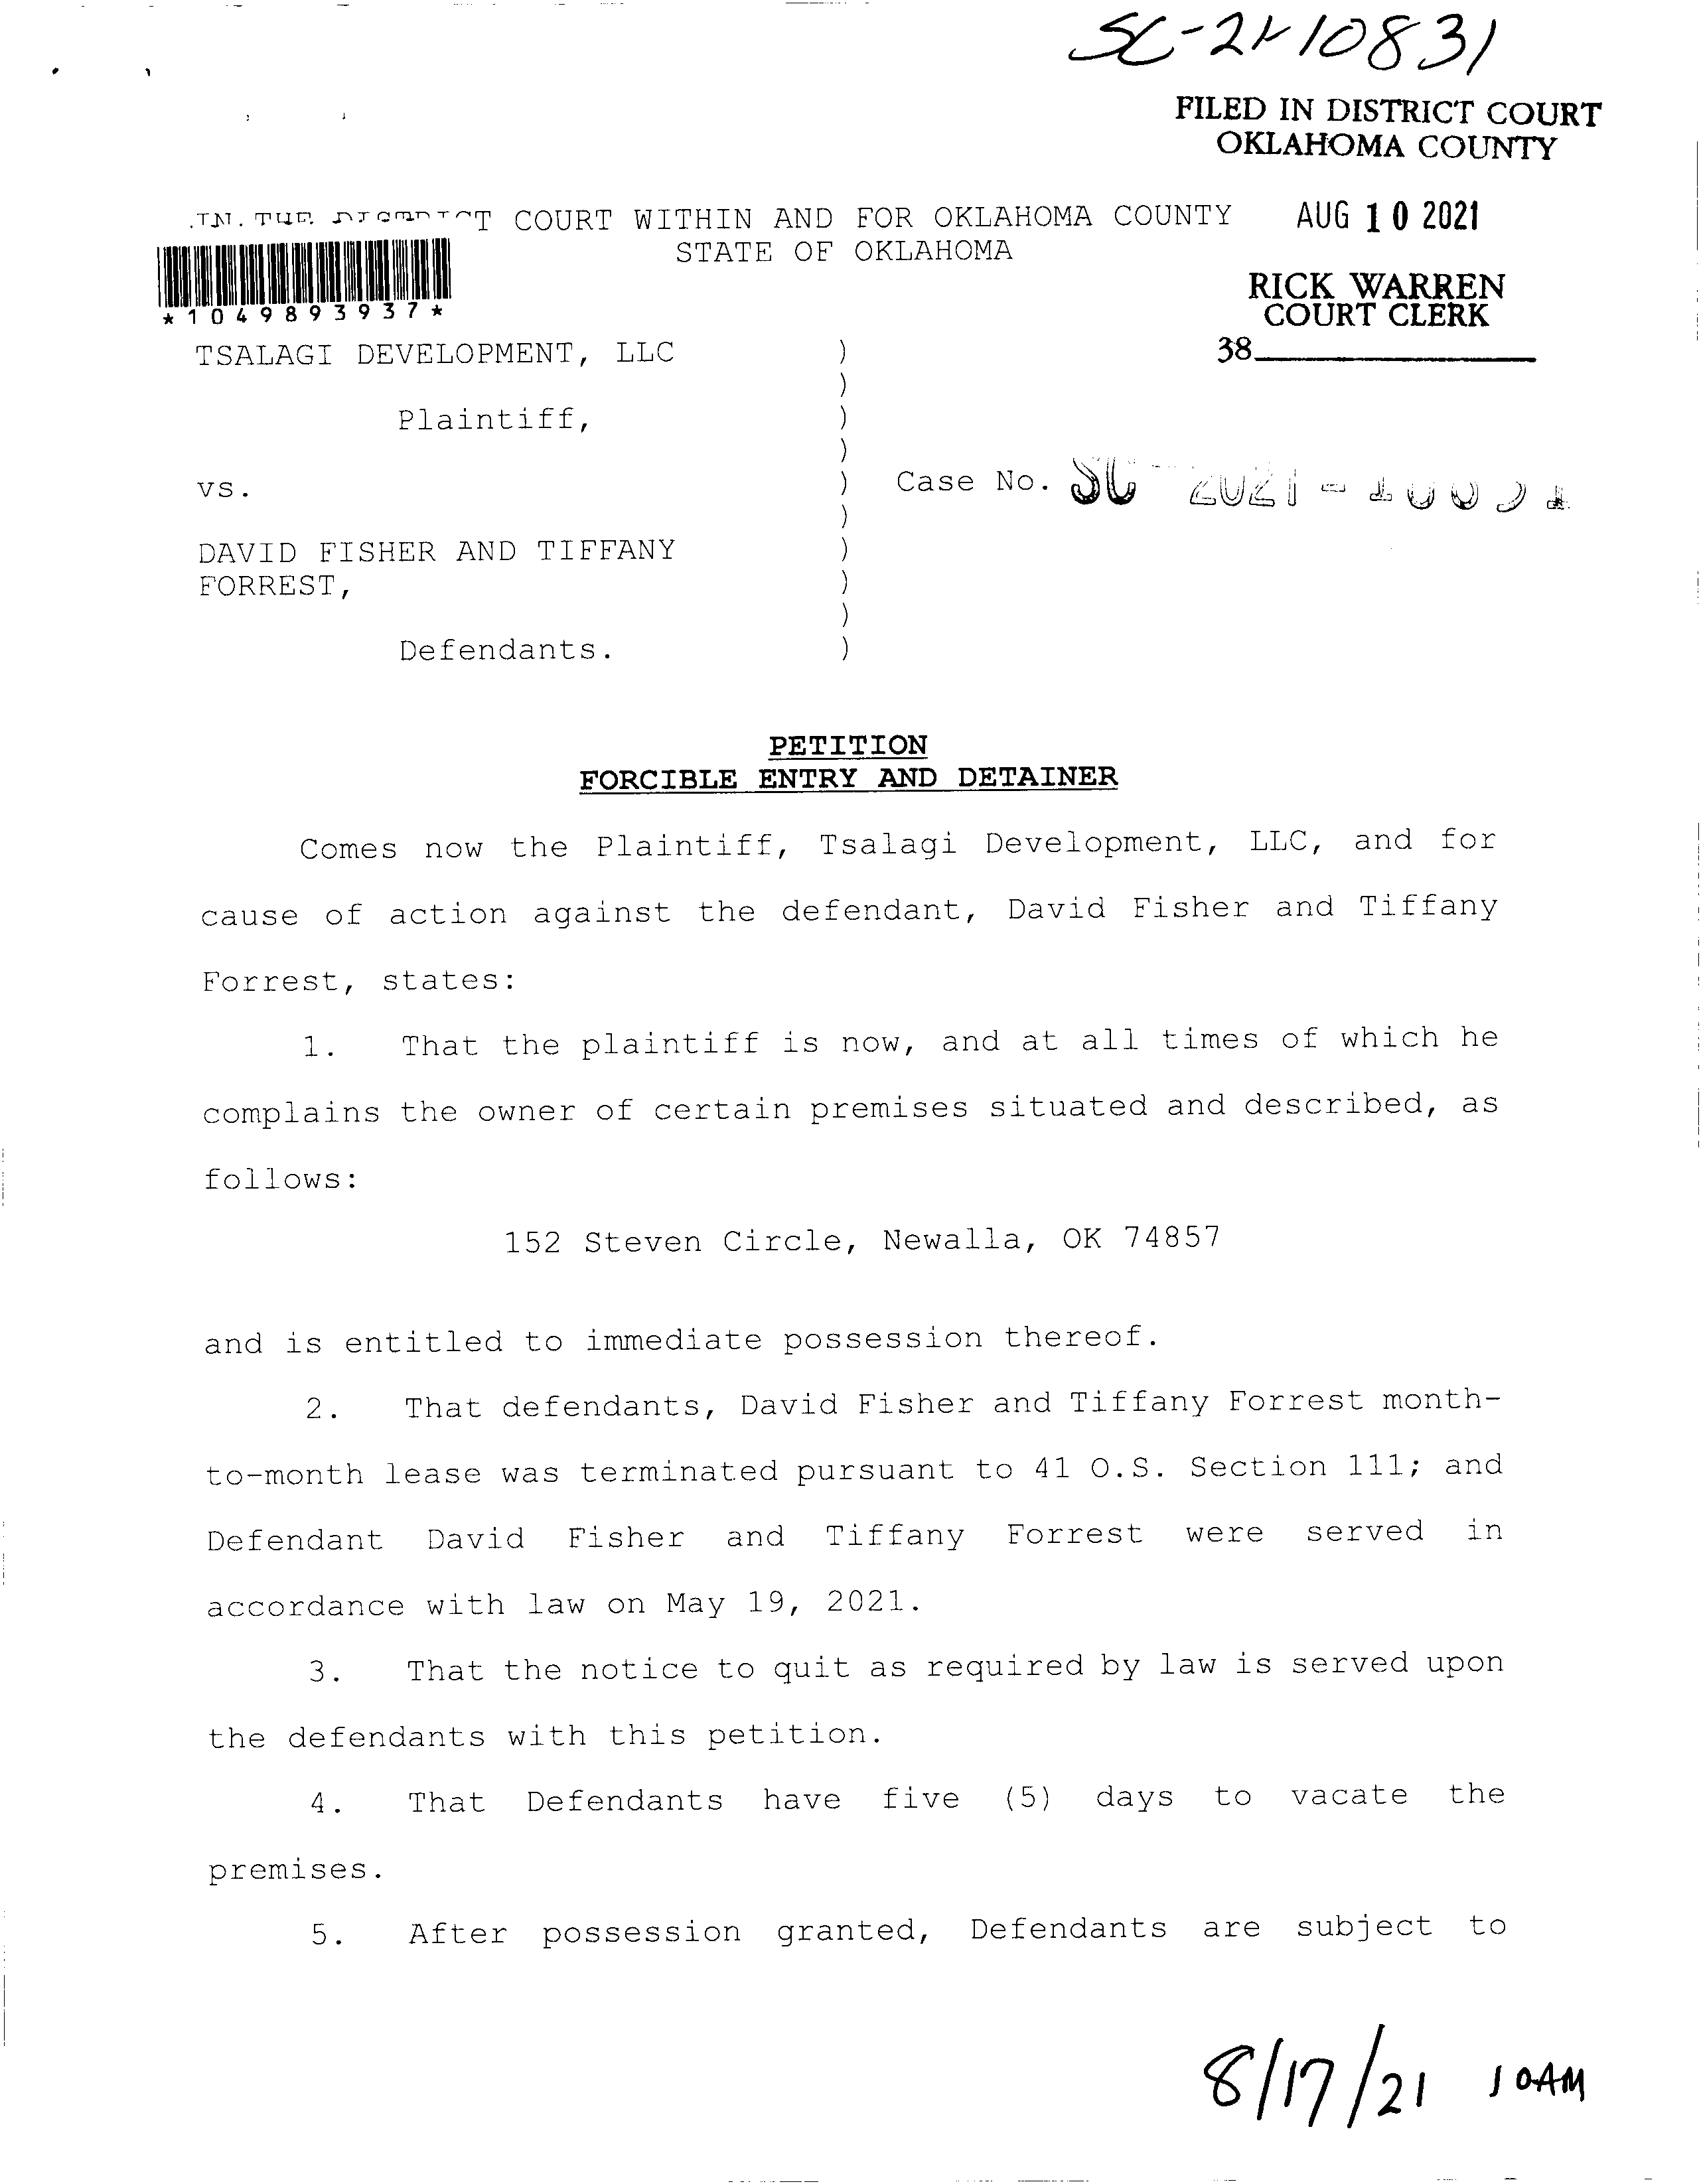 SC-21-10831
FILED IN DISTRICT COURT
OKLAHOMA COUNTY
IN THE DISTRICT COURT WITHIN AND FOR OKLAHOMA COUNTY
STATE OF OKLAHOMA
AUG 10 2021
RICK WARREN
COURT CLERK
38
*1049893937*
TSALAGI DEVELOPMENT, LLC )
)
Plaintiff, )
)
vs. ) Case No. SC 2021 -
)
DAVID FISHER AND TIFFANY )
FORREST, )
)
Defendants. )
PETITION
FORCIBLE ENTRY AND DETAINER
Comes now the Plaintiff, Tsalagi Development, LLC, and for
cause of action against the defendant, David Fisher and Tiffany
Forrest, states:
1. That the plaintiff is now, and at all times of which he
complains the owner of certain premises situated and described, as
follows:
152 Steven Circle, Newalla, OK 74857
and is entitled to immediate possession thereof.
2. That defendants, David Fisher and Tiffany Forrest month-
to-month lease was terminated pursuant to 41 O.S. Section 111; and
Defendant David Fisher and Tiffany Forrest were served in
accordance with law on May 19, 2021.
3. That the notice to quit as required by law is served upon
the defendants with this petition.
4. That Defendants have five (5) days to vacate the
premises.
5. After possession granted, Defendants are subject to
8/17/21 10AM